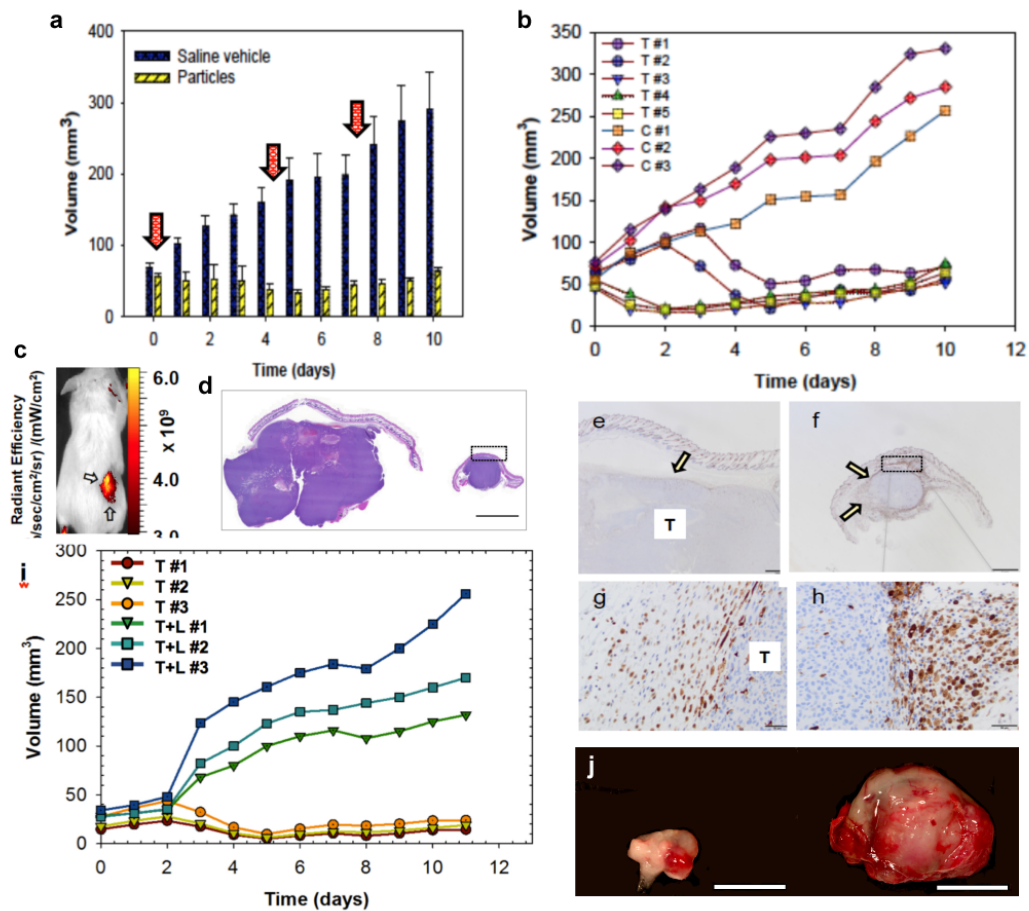 a
400
300
200
100
0
Volume (mm³)
Saline vehicle
Particles
0 2 4 6 8 10
Time (days)
b
350
300
250
200
150
100
50
0
Volume (mm³)
T #1
T #2
T #3
T #4
T #5
C #1
C #2
C #3
0 2 4 6 8 10 12
Time (days)
c
Radiant Efficiency
/sec/cm²/sr)/(mW/cm²)
6.0
X 10⁹
4.0
3.0
d
e
T
f
g
T
h
i
300
250
200
150
100
50
0
Volume (mm³)
T #1
T #2
T #3
T+L #1
T+L #2
T+L #3
0 2 4 6 8 10 12
Time (days)
j